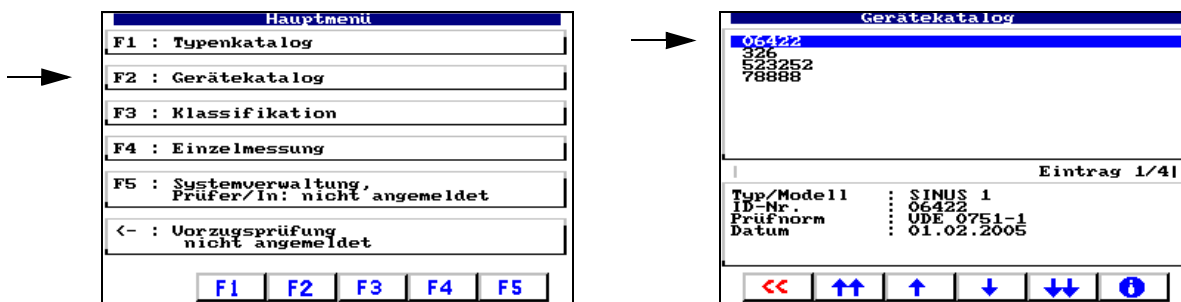 Hauptmenü
F1 : Typenkatalog
F2 : Gerätekatalog
F3 : Klassifikation
F4 : Einzelmessung
F5 : Systemverwaltung,
Prüfer/In: nicht angemeldet
<- : Vorzugsprüfung
nicht angemeldet
F1 F2 F3 F4 F5
Gerätekatalog
06422
326
523252
78888
Eintrag 1/4
Typ/Modell : SINUS 1
ID-Nr. : 06422
Prüfnorm : VDE 0751-1
Datum : 01.02.2005
<<